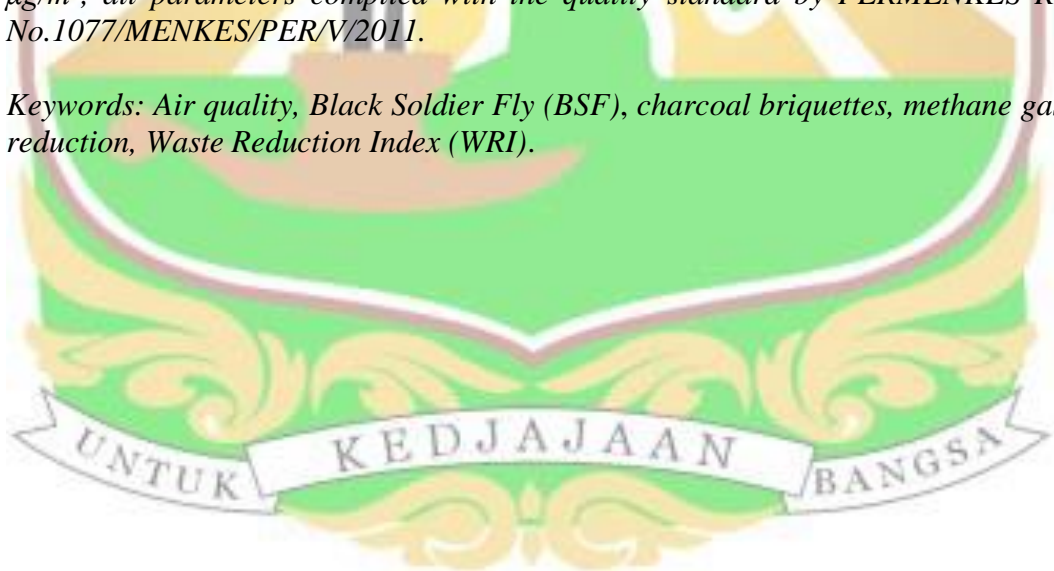 all parameters complied with the quality standard by PERMENKES
No.1077/MENKES/PER/V/2011.
Keywords: Air quality, Black Soldier Fly (BSF), charcoal briquettes, methane
reduction, Waste Reduction Index (WRI).
UNTUK KEDJAJAAN BANGSA